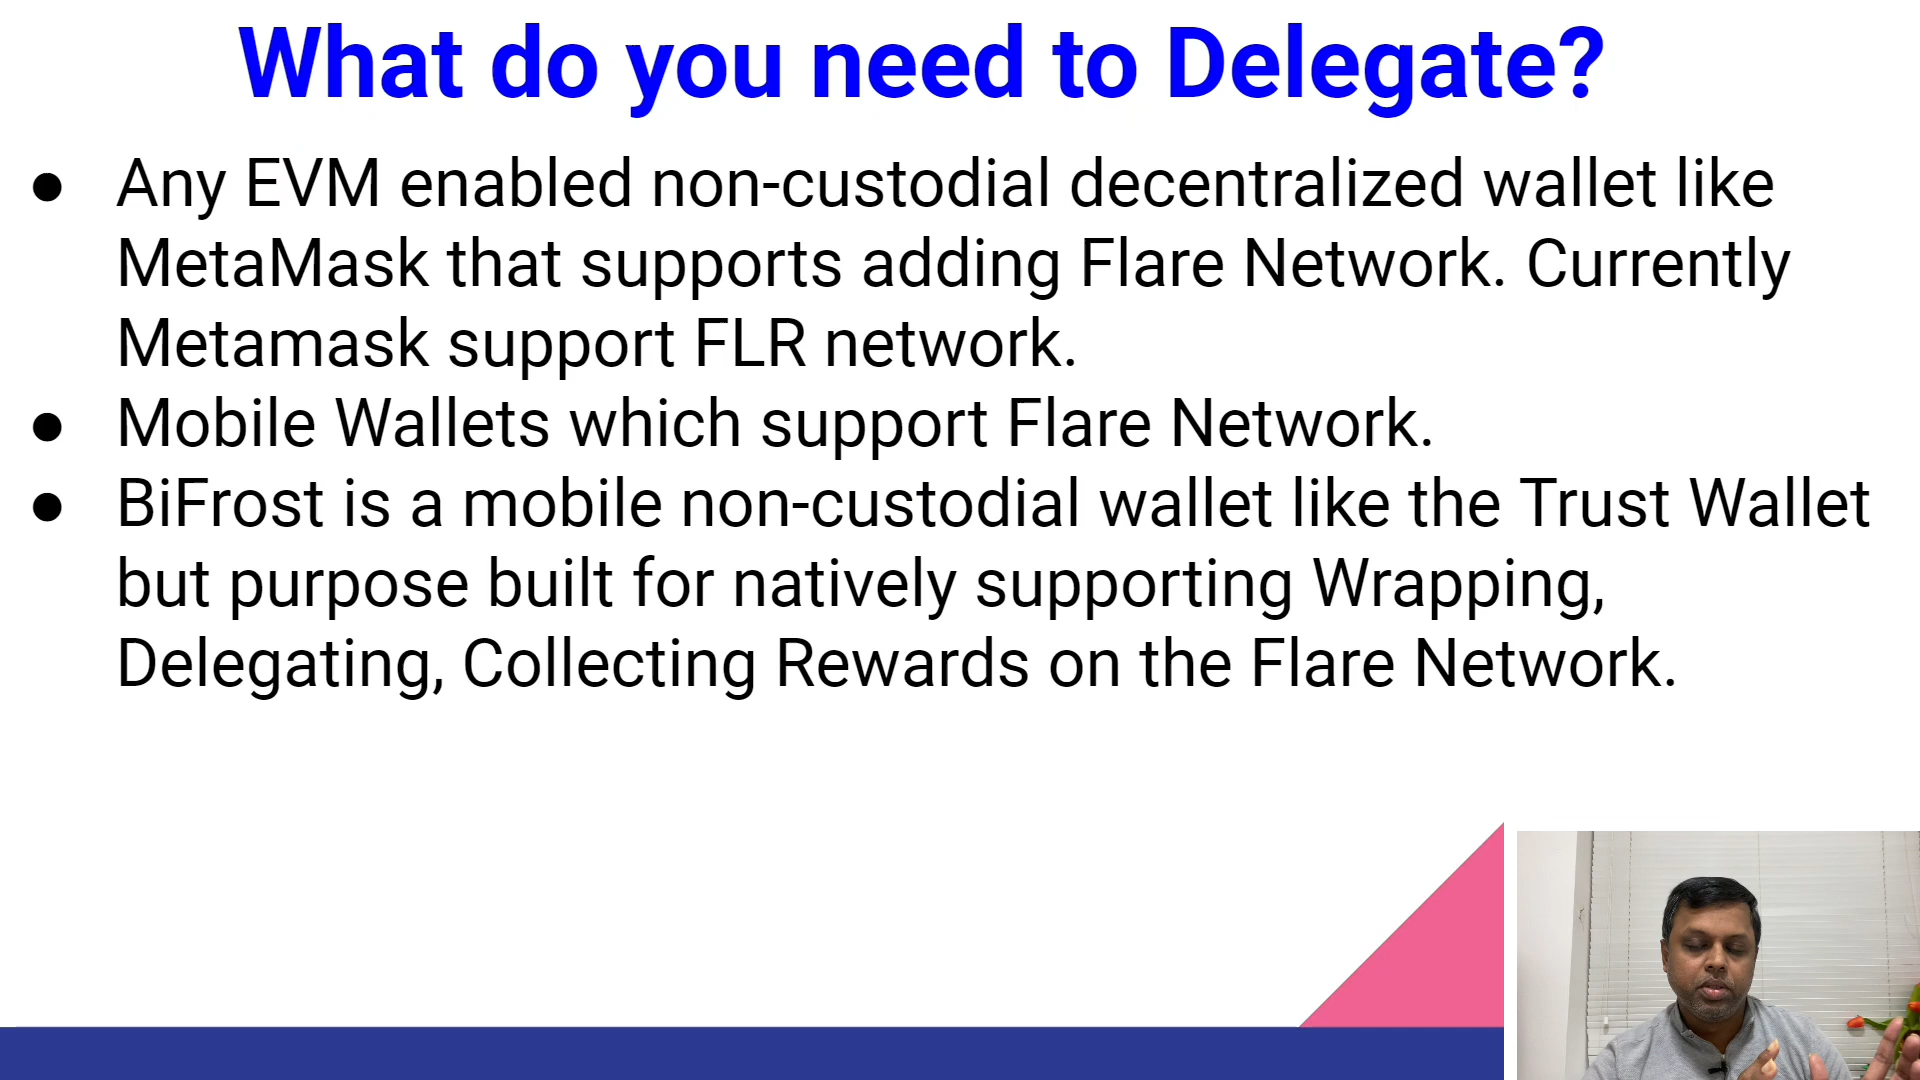 What do you need to Delegate?
● Any EVM enabled non-custodial decentralized wallet like
MetaMask that supports adding Flare Network. Currently
Metamask support FLR network.
● Mobile Wallets which support Flare Network.
● BiFrost is a mobile non-custodial wallet like the Trust Wallet
but purpose built for natively supporting Wrapping,
Delegating, Collecting Rewards on the Flare Network.